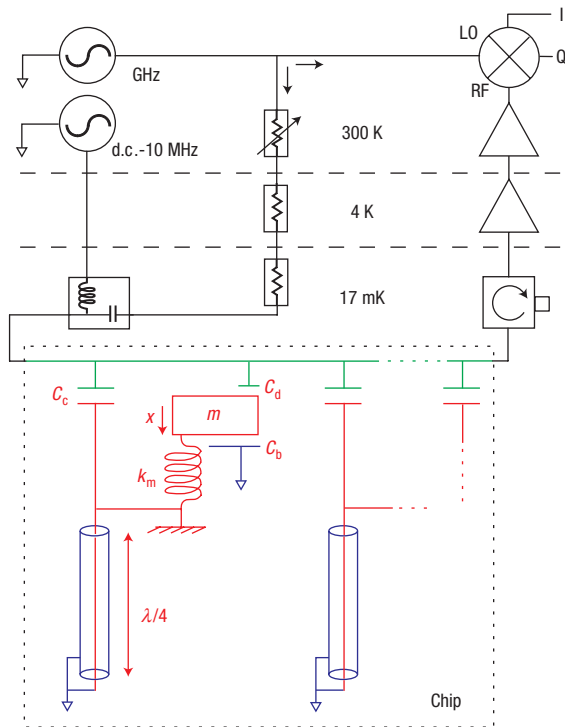 I
LO
Q
GHz
RF
300 K
d.c.-10 MHz
4 K
17 mK
C_c
C_d
x
m
C_b
k_m
λ/4
Chip